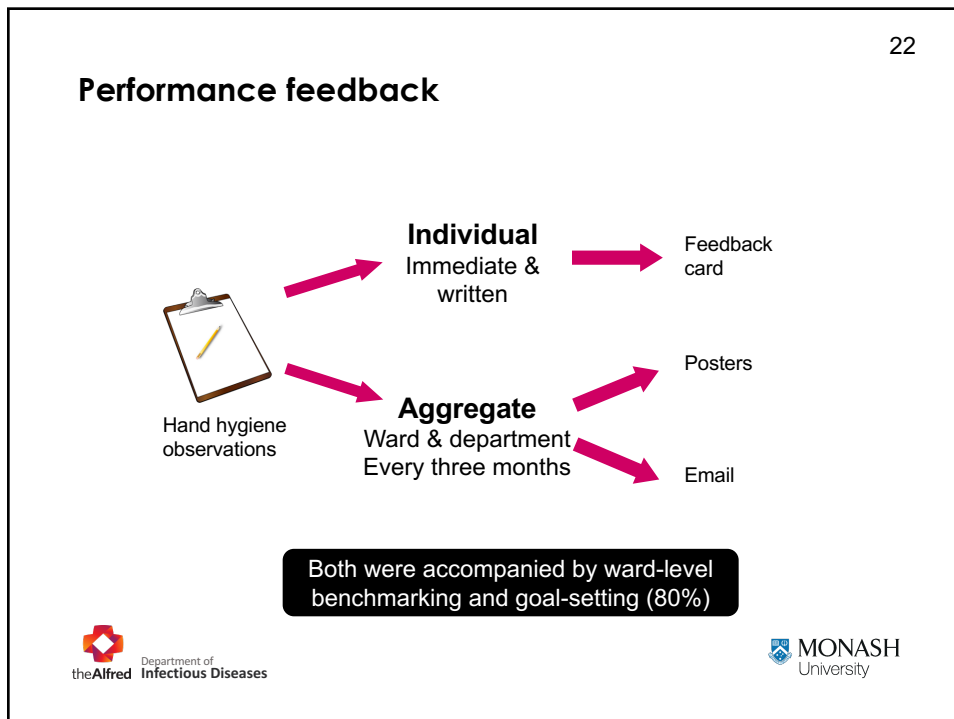 22
Performance feedback
Individual
Immediate &
written
Feedback
card
Hand hygiene
observations
Aggregate
Ward & department
Every three months
Posters
Email
Both were accompanied by ward-level
benchmarking and goal-setting (80%)
theAlfred
Department of
Infectious Diseases
MONASH
University